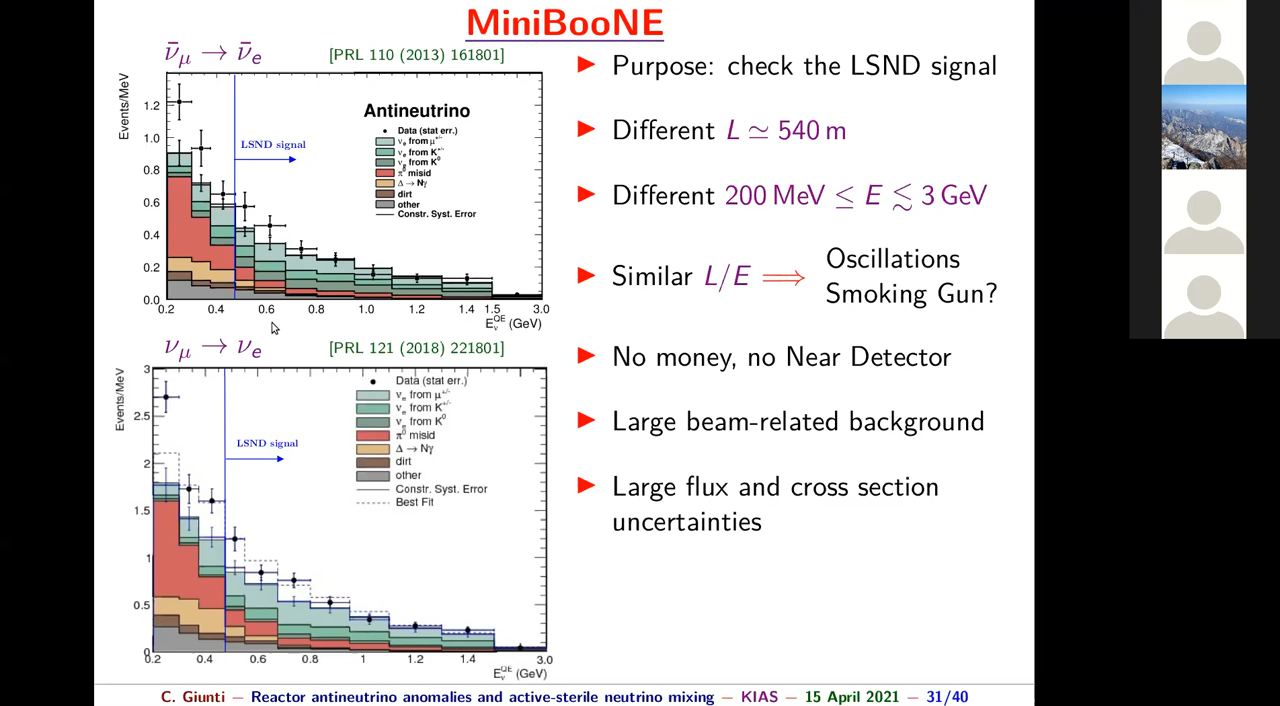 MiniBooNE
ν̄μ → ν̄e
[PRL 110 (2013) 161801]
Events/MeV
1.2
1.0
0.8
0.6
0.4
0.2
0.0
LSND signal
Antineutrino
Data (stat err.)
νe from μ+/-
νe from K+/-
νe from K0
π0 misid
Δ → Nγ
dirt
other
Constr. Syst. Error
0.2 0.4 0.6 0.8 1.0 1.2 1.4 1.5 3.0
EνQE (GeV)
νμ → νe
[PRL 121 (2018) 221801]
Events/MeV
3
2.5
2
1.5
1
0.5
0
LSND signal
Data (stat err.)
νe from μ+/-
νe from K+/-
νe from K0
π0 misid
Δ → Nγ
dirt
other
Constr. Syst. Error
Best Fit
0.2 0.4 0.6 0.8 1 1.2 1.4 3.0
EνQE (GeV)
▶ Purpose: check the LSND signal
▶ Different L ≃ 540 m
▶ Different 200 MeV ≤ E ≲ 3 GeV
▶ Similar L/E ⟹ Oscillations
Smoking Gun?
▶ No money, no Near Detector
▶ Large beam-related background
▶ Large flux and cross section
uncertainties
C. Giunti − Reactor antineutrino anomalies and active-sterile neutrino mixing − KIAS − 15 April 2021 − 31/40